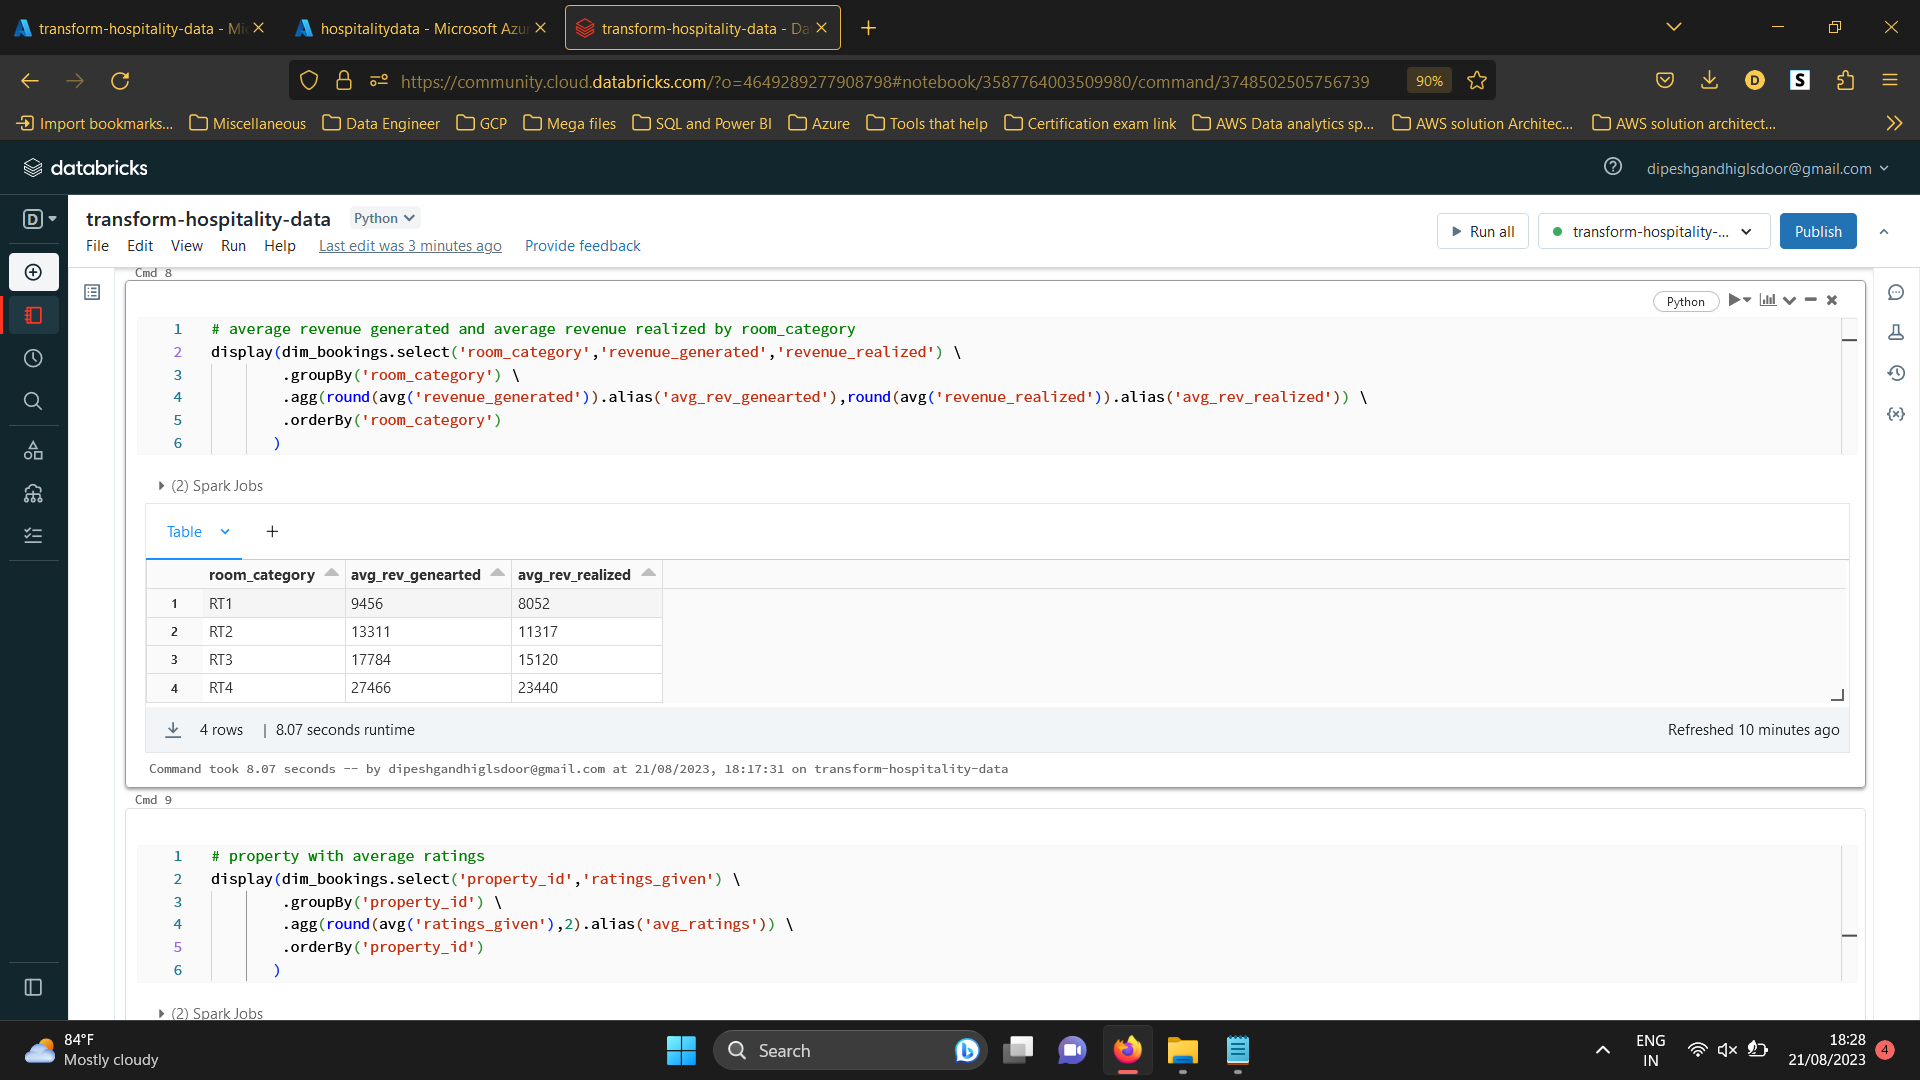 transform-hospitality-data - Mic
hospitalitydata - Microsoft Azur
transform-hospitality-data - Da
https://community.cloud.databricks.com/?o=4649289277908798#notebook/3587764003509980/command/3748502505756739
90%
D
S
Import bookmarks...
Miscellaneous
Data Engineer
GCP
Mega files
SQL and Power BI
Azure
Tools that help
Certification exam link
AWS Data analytics sp...
AWS solution Architec...
AWS solution architect...
databricks
dipeshgandhiglsdoor@gmail.com
D
transform-hospitality-data
Python
File Edit View Run Help Last edit was 3 minutes ago Provide feedback
Run all
transform-hospitality-...
Publish
Cmd 8
Python
1 # average revenue generated and average revenue realized by room_category
2 display(dim_bookings.select('room_category','revenue_generated','revenue_realized') \
3 .groupBy('room_category') \
4 .agg(round(avg('revenue_generated')).alias('avg_rev_genearted'),round(avg('revenue_realized')).alias('avg_rev_realized')) \
5 .orderBy('room_category')
6 )
(2) Spark Jobs
Table +
room_category avg_rev_genearted avg_rev_realized
1 RT1 9456 8052
2 RT2 13311 11317
3 RT3 17784 15120
4 RT4 27466 23440
4 rows | 8.07 seconds runtime
Refreshed 10 minutes ago
Command took 8.07 seconds -- by dipeshgandhiglsdoor@gmail.com at 21/08/2023, 18:17:31 on transform-hospitality-data
Cmd 9
1 # property with average ratings
2 display(dim_bookings.select('property_id','ratings_given') \
3 .groupBy('property_id') \
4 .agg(round(avg('ratings_given'),2).alias('avg_ratings')) \
5 .orderBy('property_id')
6 )
(2) Spark Jobs
84°F
Mostly cloudy
Search
ENG
IN
18:28
21/08/2023
4